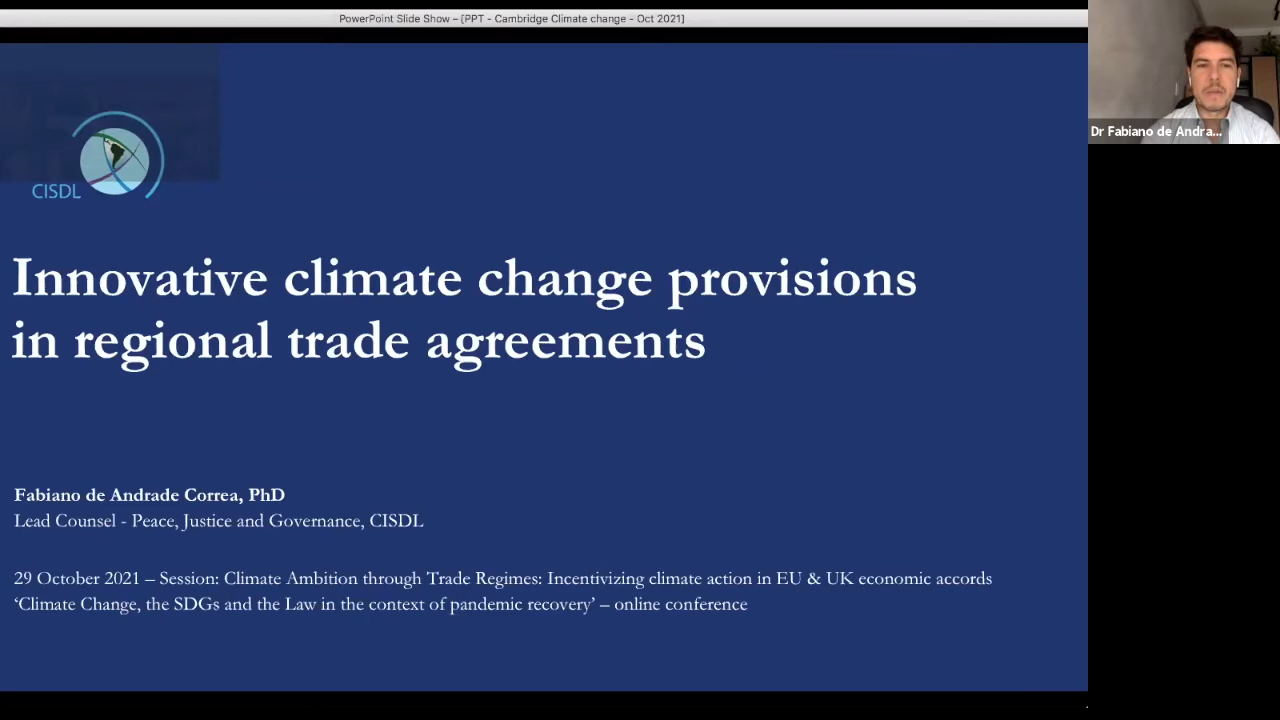 PowerPoint Slide Show – [PPT - Cambridge Climate change - Oct 2021]
Dr Fabiano de Andra...
CISDL
Innovative climate change provisions
in regional trade agreements
Fabiano de Andrade Correa, PhD
Lead Counsel - Peace, Justice and Governance, CISDL
29 October 2021 – Session: Climate Ambition through Trade Regimes: Incentivizing climate action in EU & UK economic accords
‘Climate Change, the SDGs and the Law in the context of pandemic recovery’ – online conference